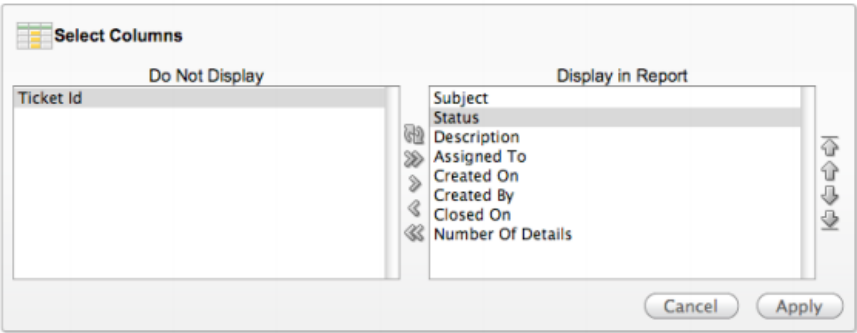 Select Columns
Do Not Display
Ticket Id
Display in Report
Subject
Status
Description
Assigned To
Created On
Created By
Closed On
Number Of Details
Cancel
Apply